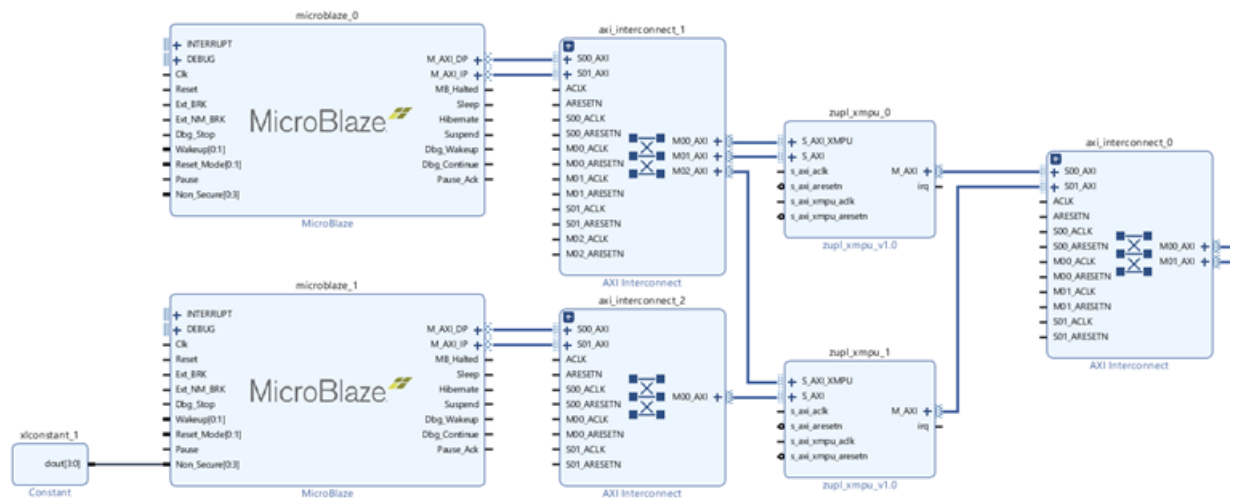 microblaze_0
INTERRUPT
DEBUG
Clk
Reset
Ext_BRK
Ext_NM_BRK
Dbg_Stop
Wakeup[0:1]
Reset_Mode[0:1]
Pause
Non_Secure[0:3]
MicroBlaze
M_AXI_DP
M_AXI_IP
MB_Halted
Sleep
Hibernate
Suspend
Dbg_Wakeup
Dbg_Continue
Pause_Ack
MicroBlaze
axi_interconnect_1
S00_AXI
S01_AXI
ACLK
ARESETN
S00_ACLK
S00_ARESETN
M00_ACLK
M00_ARESETN
M01_ACLK
M01_ARESETN
S01_ACLK
S01_ARESETN
M02_ACLK
M02_ARESETN
M00_AXI
M01_AXI
M02_AXI
AXI Interconnect
zupl_xmpu_0
S_AXI_XMPU
S_AXI
s_axi_aclk
s_axi_aresetn
s_axi_xmpu_aclk
s_axi_xmpu_aresetn
M_AXI
irq
zupl_xmpu_v1.0
axi_interconnect_0
S00_AXI
S01_AXI
ACLK
ARESETN
S00_ACLK
S00_ARESETN
M00_ACLK
M00_ARESETN
M01_ACLK
M01_ARESETN
S01_ACLK
S01_ARESETN
M00_AXI
M01_AXI
AXI Interconnect
xlconstant_1
dout[3:0]
Constant
microblaze_1
INTERRUPT
DEBUG
Clk
Reset
Ext_BRK
Ext_NM_BRK
Dbg_Stop
Wakeup[0:1]
Reset_Mode[0:1]
Pause
Non_Secure[0:3]
MicroBlaze
M_AXI_DP
M_AXI_IP
MB_Halted
Sleep
Hibernate
Suspend
Dbg_Wakeup
Dbg_Continue
Pause_Ack
MicroBlaze
axi_interconnect_2
S00_AXI
S01_AXI
ACLK
ARESETN
S00_ACLK
S00_ARESETN
M00_ACLK
M00_ARESETN
S01_ACLK
S01_ARESETN
M00_AXI
AXI Interconnect
zupl_xmpu_1
S_AXI_XMPU
S_AXI
s_axi_aclk
s_axi_aresetn
s_axi_xmpu_aclk
s_axi_xmpu_aresetn
M_AXI
irq
zupl_xmpu_v1.0